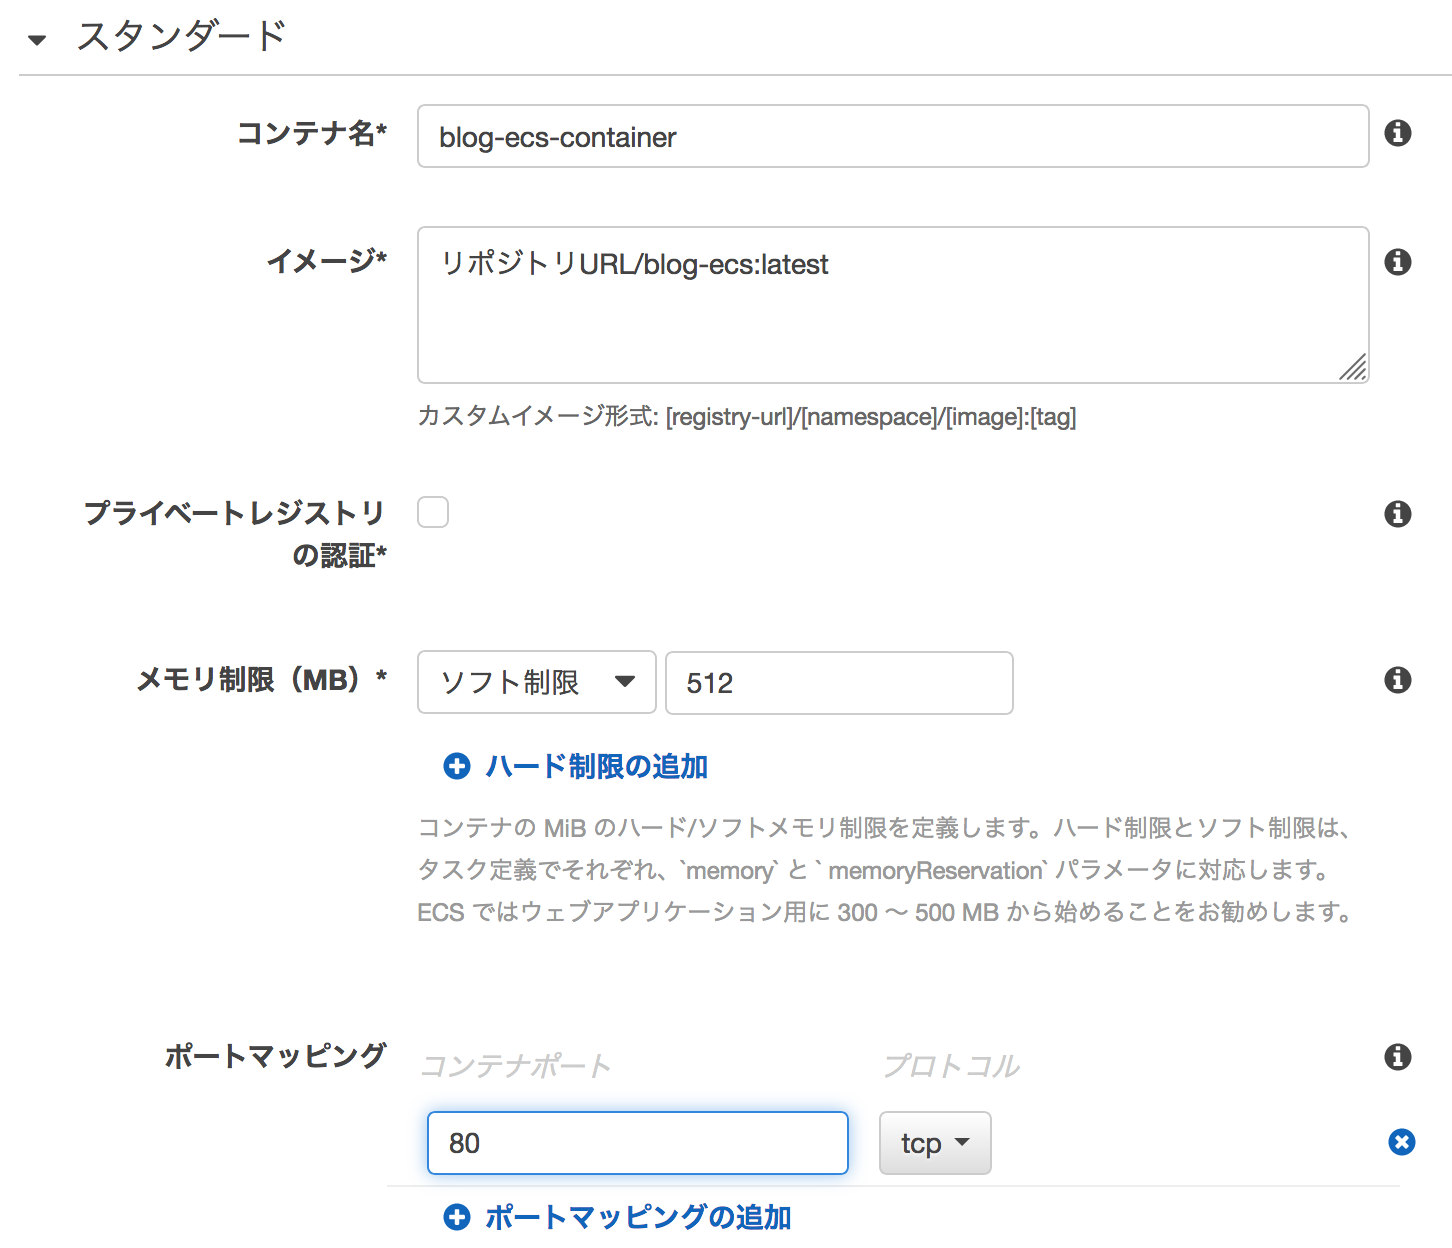 スタンダード
コンテナ名*
blog-ecs-container
イメージ*
リポジトリURL/blog-ecs:latest
カスタムイメージ形式: [registry-url]/[namespace]/[image]:[tag]
プライベートレジストリ
の認証*
メモリ制限（MB）*
ソフト制限
512
ハード制限の追加
コンテナの MiB のハード/ソフトメモリ制限を定義します。ハード制限とソフト制限は、
タスク定義でそれぞれ、`memory` と ` memoryReservation` パラメータに対応します。
ECS ではウェブアプリケーション用に 300 〜 500 MB から始めることをお勧めします。
ポートマッピング
コンテナポート
プロトコル
80
tcp
ポートマッピングの追加